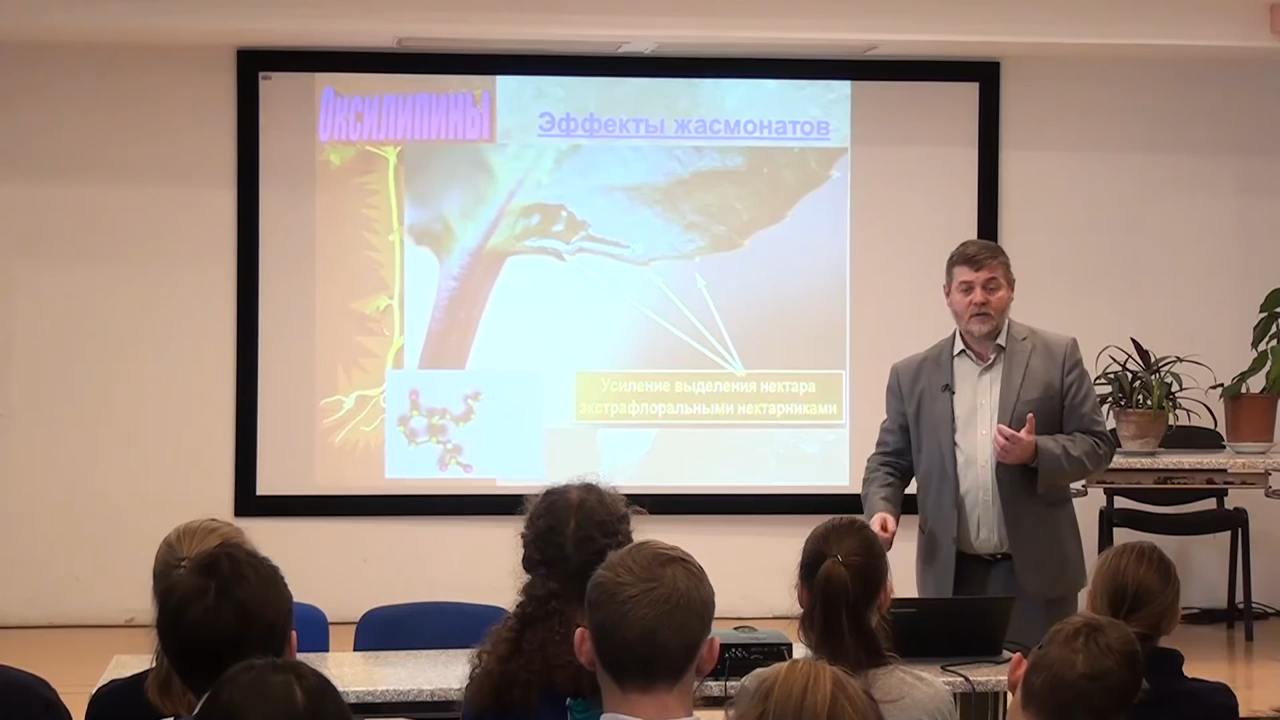 Оксилипины
Эффекты жасмонатов
Усиление выделения нектара
экстрафлоральными нектарниками